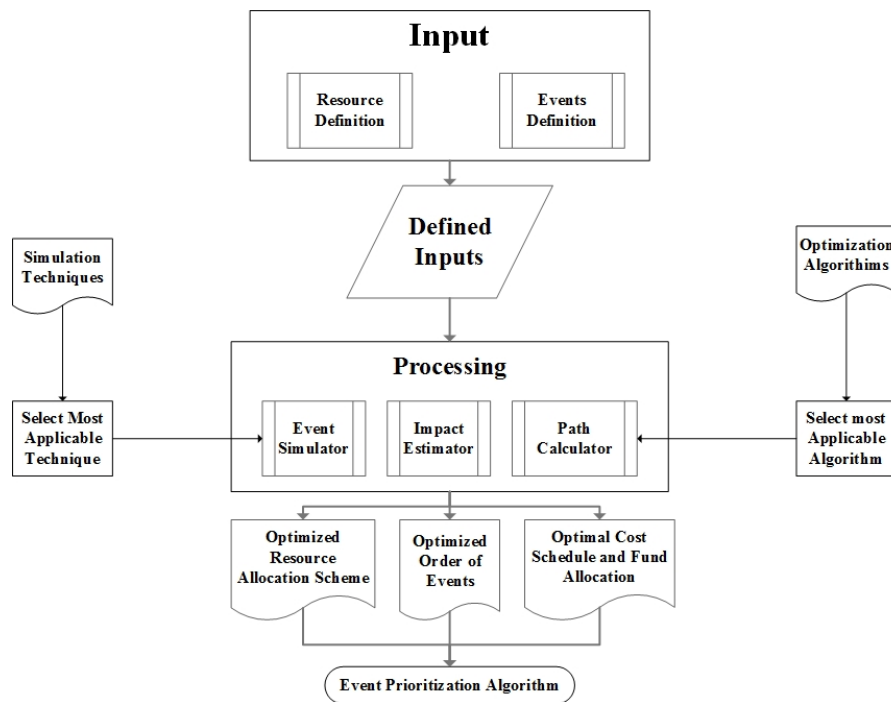 Input
Resource
Definition
Events
Definition
Defined
Inputs
Simulation
Techniques
Optimization
Algorithims
Processing
Select Most
Applicable
Technique
Event
Simulator
Impact
Estimator
Path
Calculator
Select most
Applicable
Algorithm
Optimized
Resource
Allocation Scheme
Optimized
Order of
Events
Optimal Cost
Schedule and Fund
Allocation
Event Prioritization Algorithm